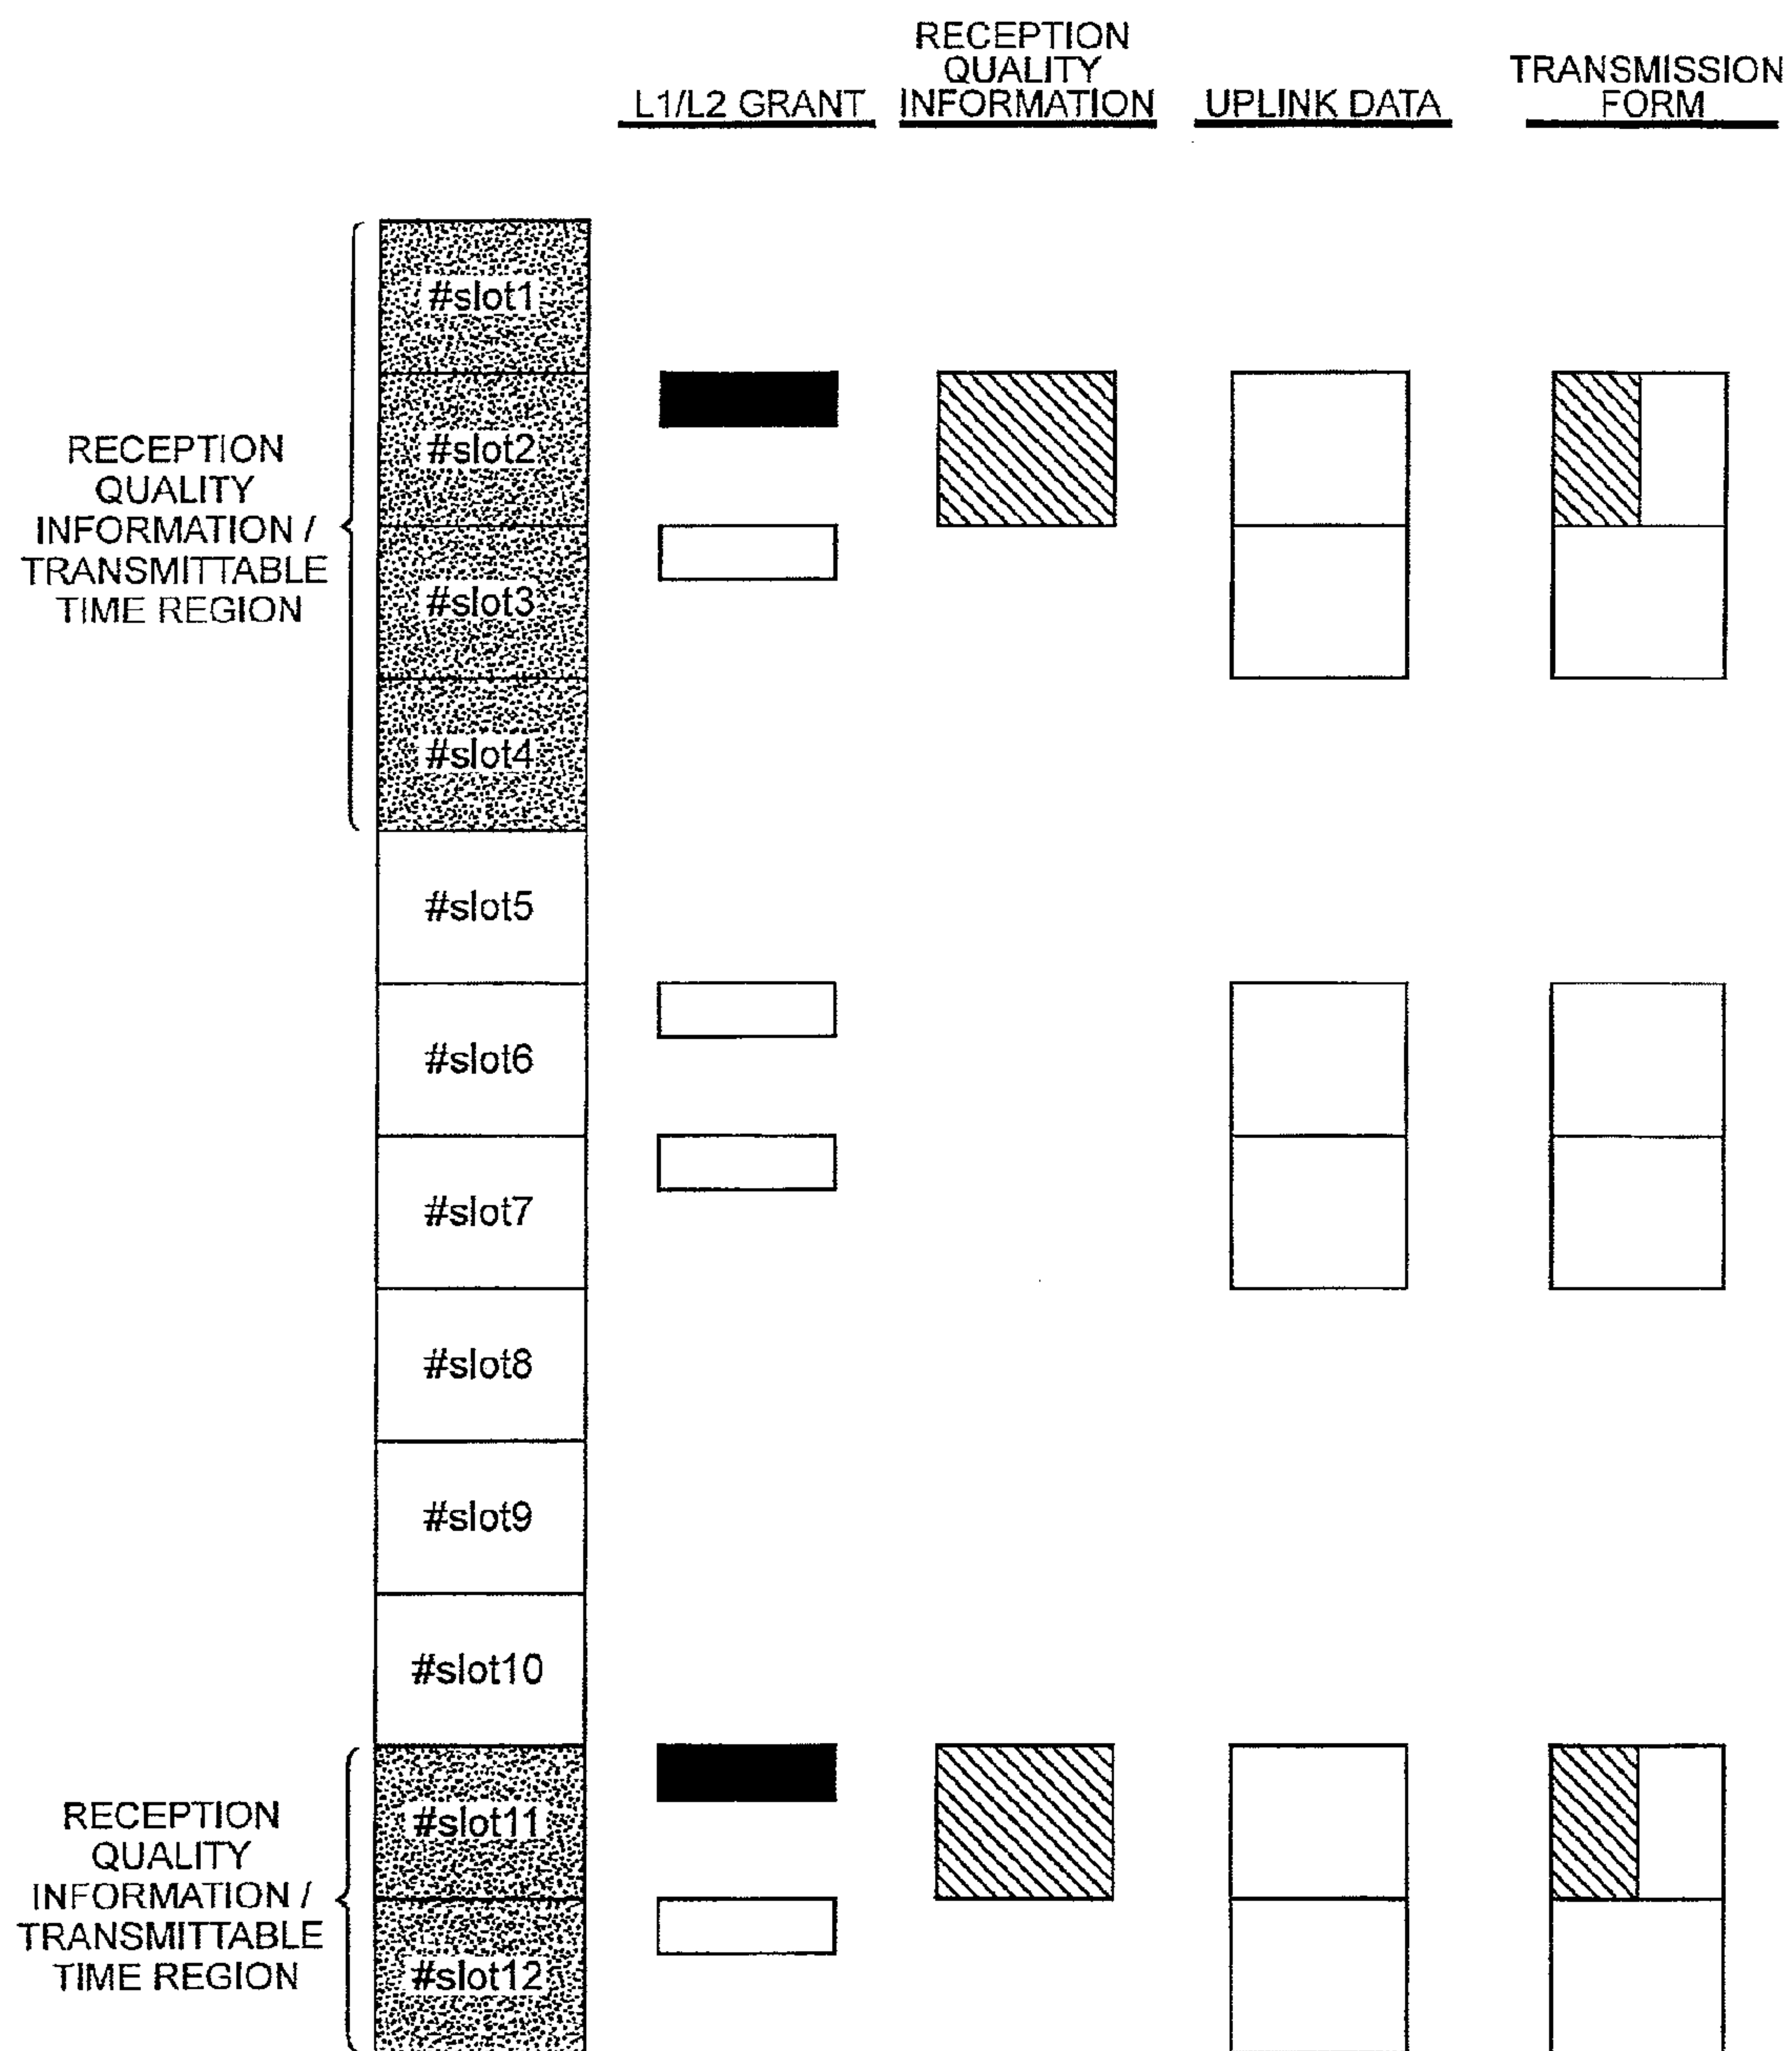 RECEPTION
QUALITY
L1/L2 GRANT INFORMATION UPLINK DATA
TRANSMISSION
FORM
#slot1
#slot2
RECEPTION
QUALITY
INFORMATION /
TRANSMITTABLE
TIME REGION
#slot3
#slot4
#slot5
#slot6
#slot7
#slot8
#slot9
#slot10
#slot11
RECEPTION
QUALITY
INFORMATION /
TRANSMITTABLE
TIME REGION
#slot12